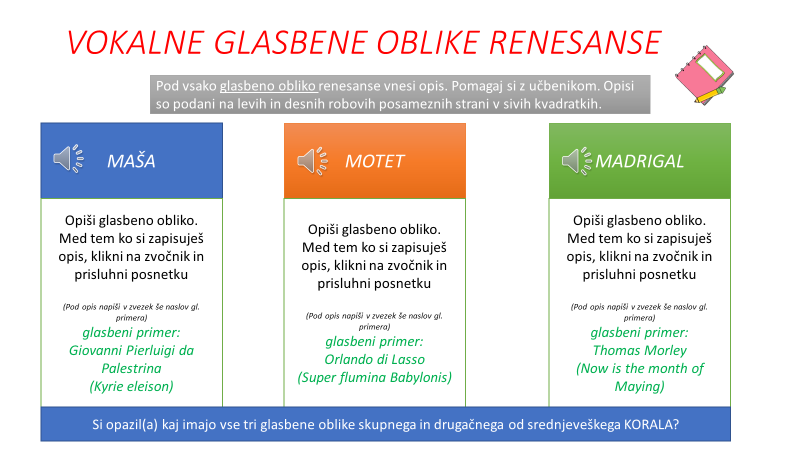 VOKALNE GLASBENE OBLIKE RENESANSE
Pod vsako glasbeno obliko renesanse vnesi opis. Pomagaj si z učbenikom. Opisi
so podani na levih in desnih robovih posameznih strani v sivih kvadratkih.
MAŠA
Opiši glasbeno obliko.
Med tem ko si zapisuješ
opis, klikni na zvočnik in
prisluhni posnetku
(Pod opis napiši v zvezek še naslov gl.
primera)
glasbeni primer:
Giovanni Pierluigi da
Palestrina
(Kyrie eleison)
MOTET
Opiši glasbeno obliko.
Med tem ko si zapisuješ
opis, klikni na zvočnik in
prisluhni posnetku
(Pod opis napiši v zvezek še naslov gl.
primera)
glasbeni primer:
Orlando di Lasso
(Super flumina Babylonis)
MADRIGAL
Opiši glasbeno obliko.
Med tem ko si zapisuješ
opis, klikni na zvočnik in
prisluhni posnetku
(Pod opis napiši v zvezek še naslov gl.
primera)
glasbeni primer:
Thomas Morley
(Now is the month of
Maying)
Si opazil(a) kaj imajo vse tri glasbene oblike skupnega in drugačnega od srednjeveškega KORALA?